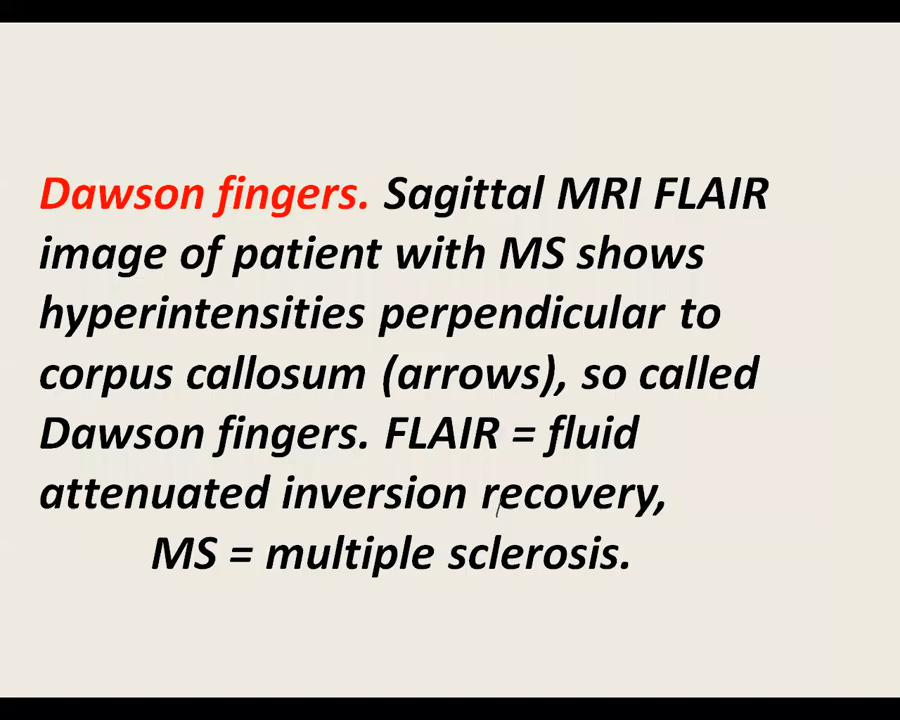 Dawson fingers. Sagittal MRI FLAIR
image of patient with MS shows
hyperintensities perpendicular to
corpus callosum (arrows), so called
Dawson fingers. FLAIR = fluid
attenuated inversion recovery,
MS = multiple sclerosis.